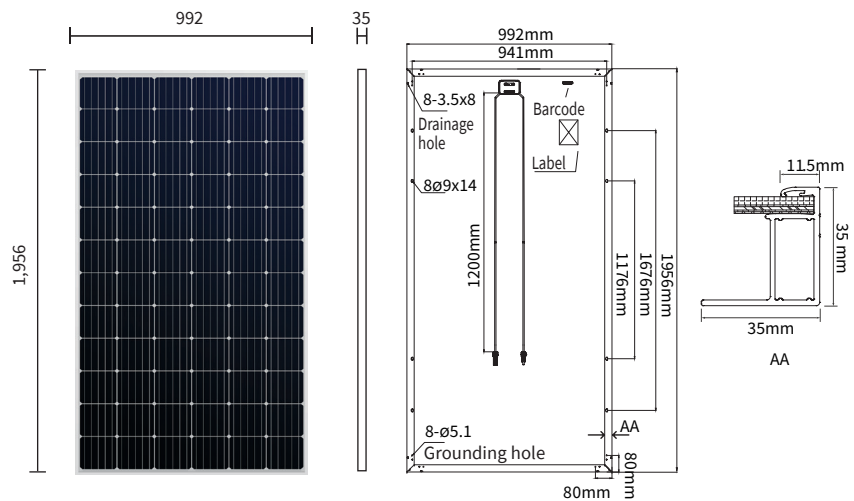 992
35
1,956
992mm
941mm
8-3.5x8
Drainage
hole
Barcode
Label
8ø9x14
1200mm
1176mm
1676mm
1956mm
8-ø5.1
Grounding hole
AA
80mm
80mm
11.5mm
35 mm
35mm
AA